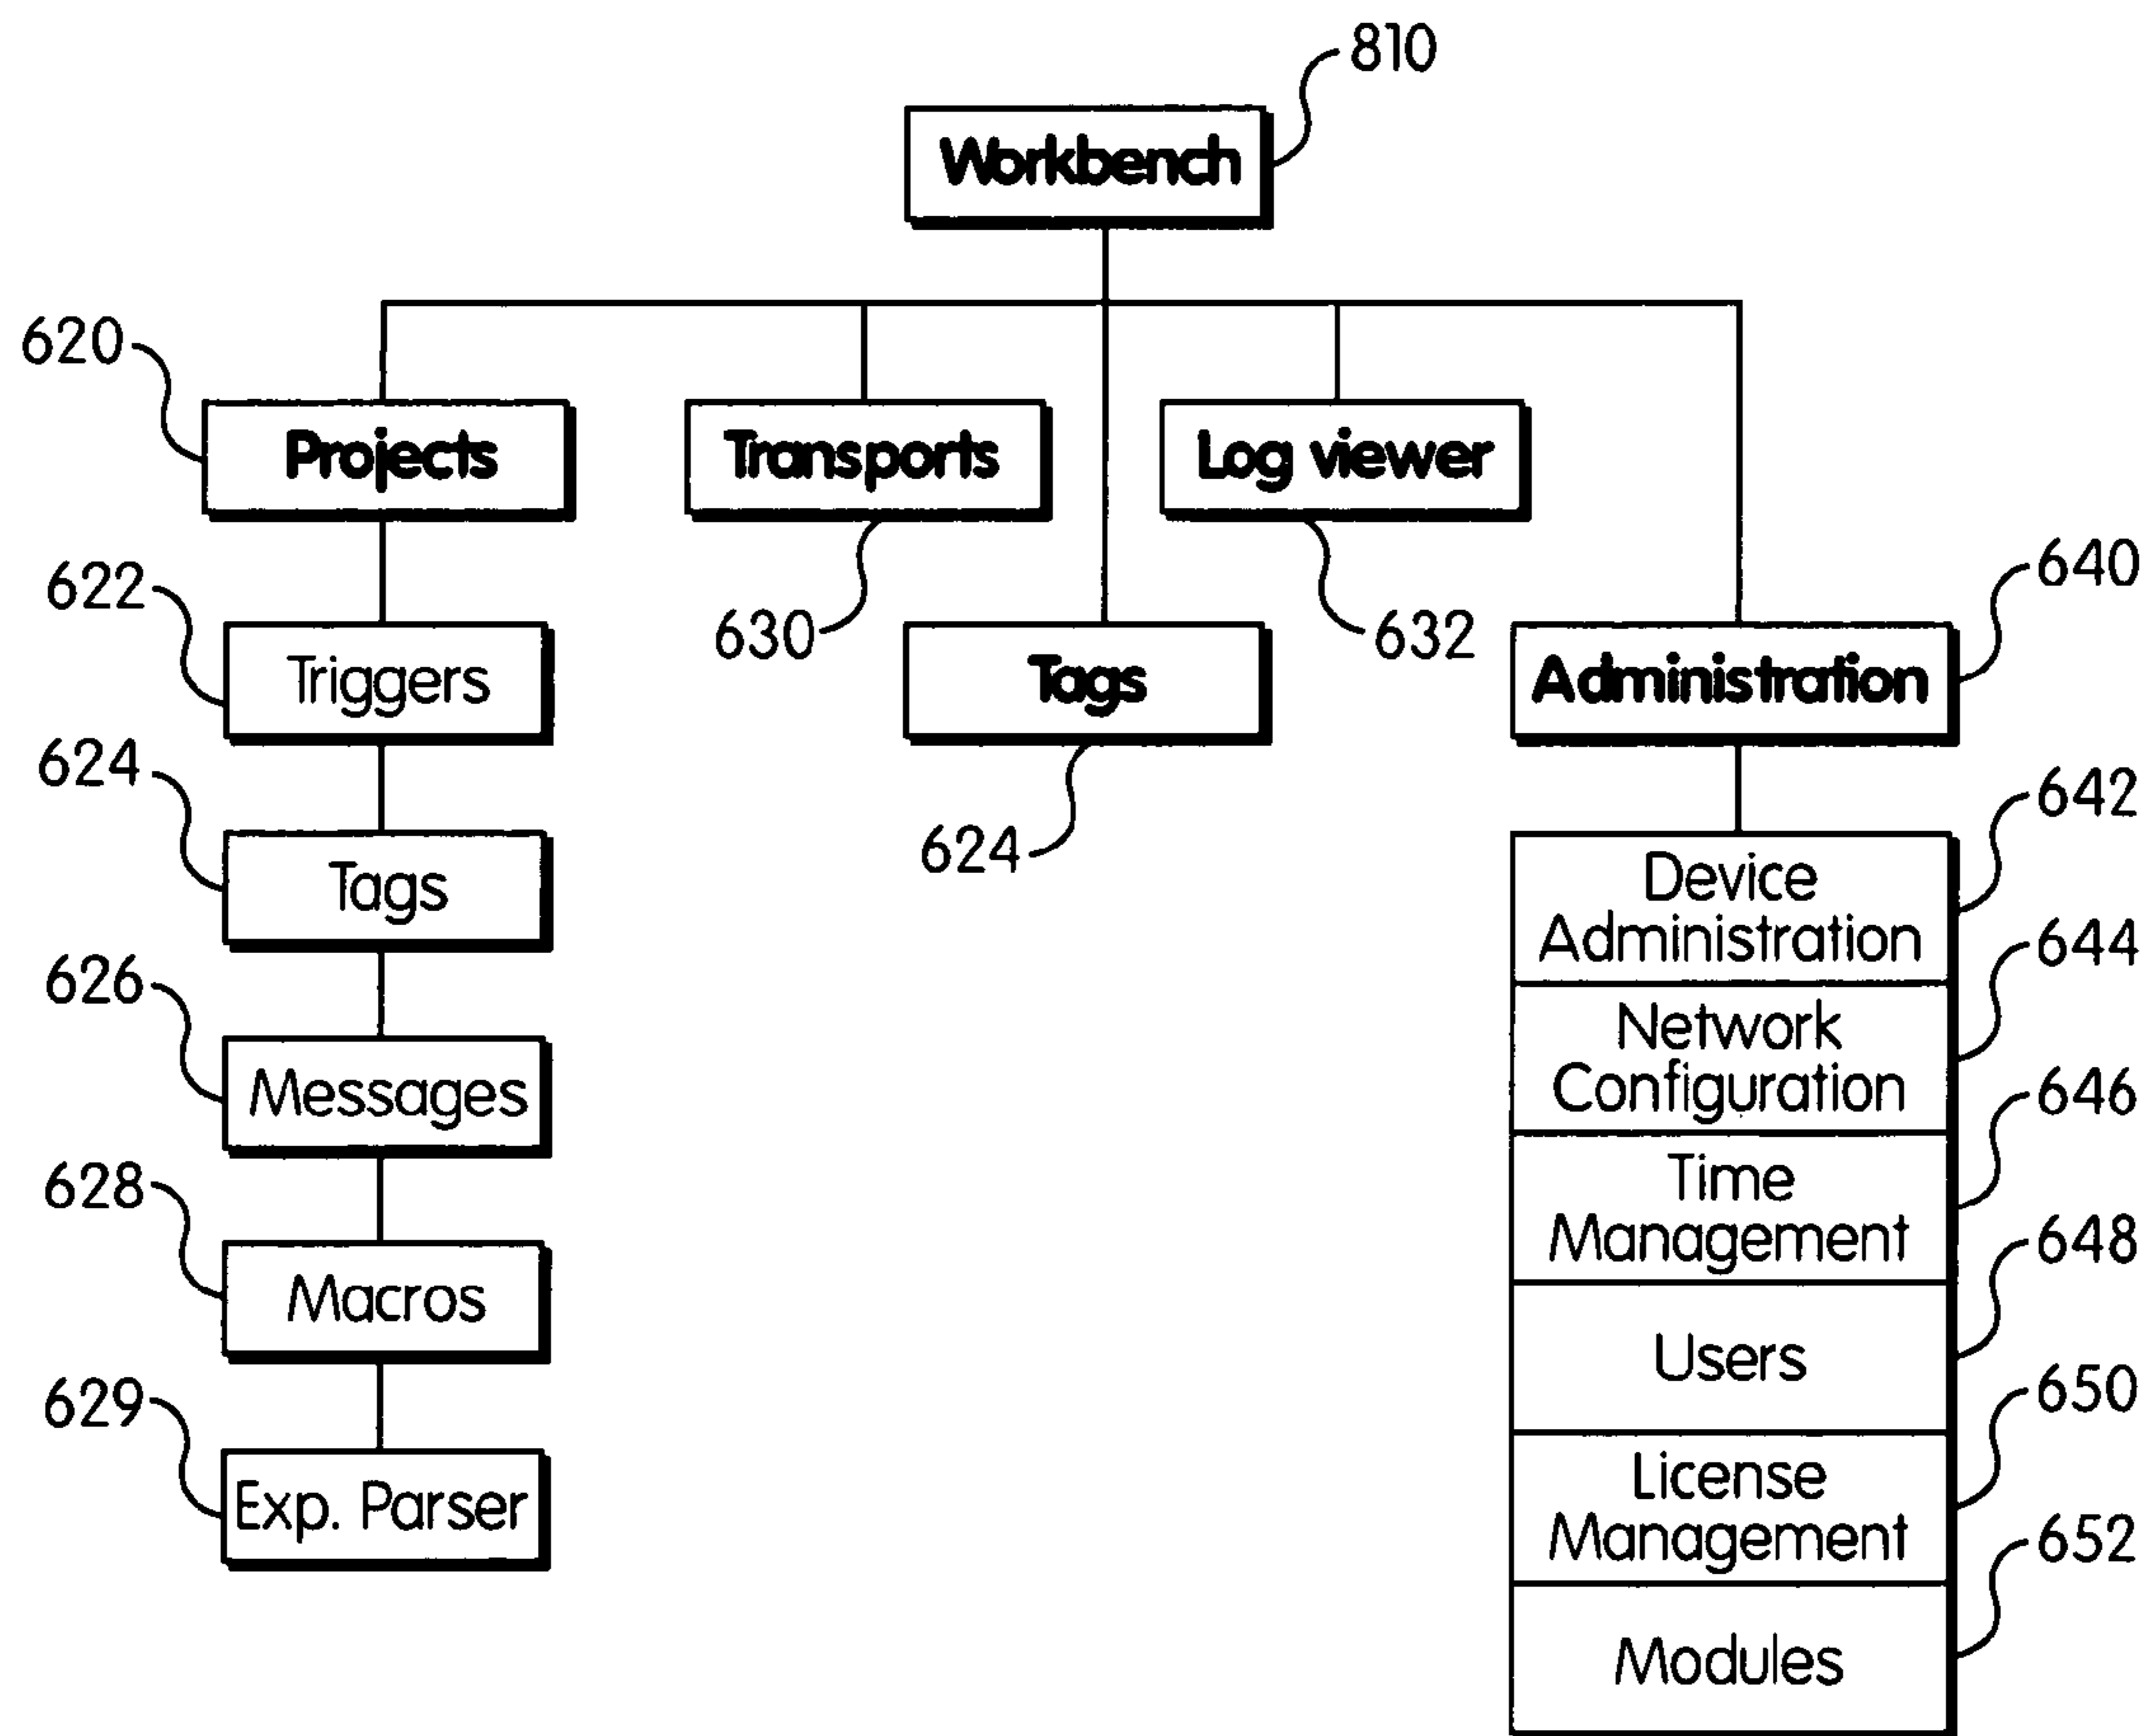 810
Workbench
620
Projects
Transports
Log viewer
622
630
632
640
Triggers
Tags
Administration
624
624
642
Tags
Device
Administration
626
644
Messages
Network
Configuration
628
646
Macros
Time
Management
629
648
Exp. Parser
Users
650
License
Management
652
Modules